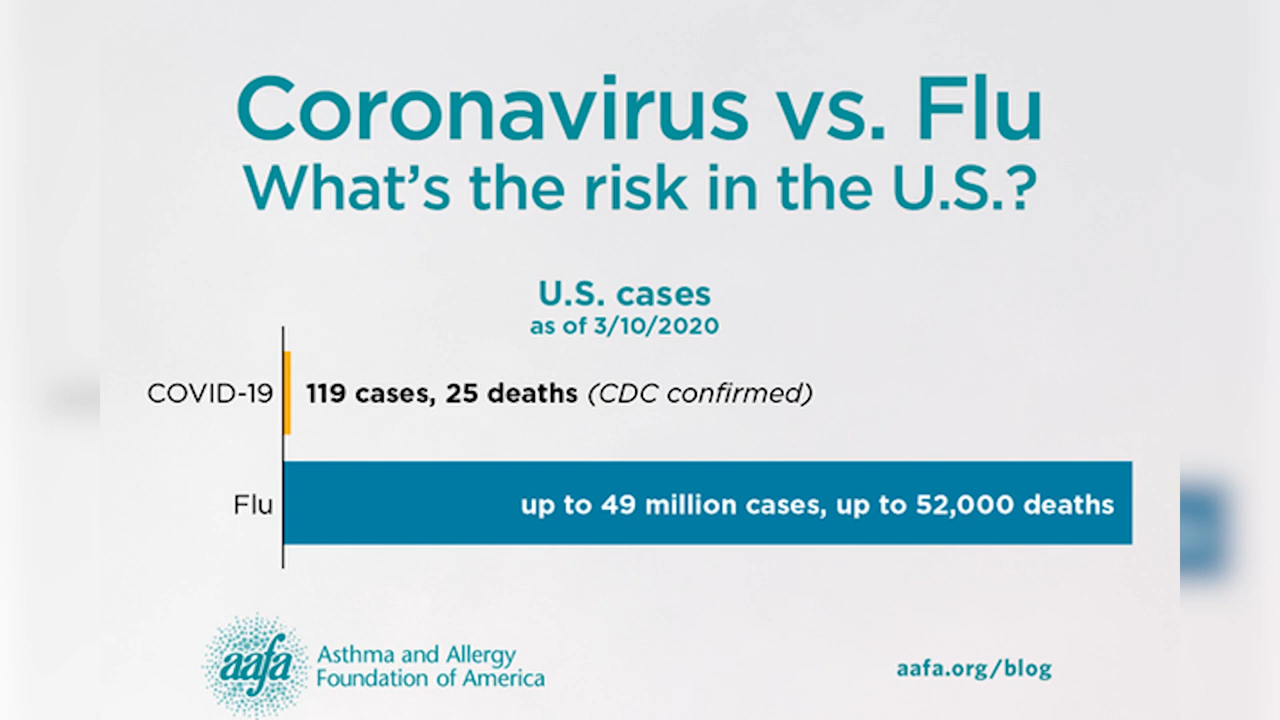 Coronavirus vs. Flu
What's the risk in the U.S.?
U.S. cases
as of 3/10/2020
COVID-19 119 cases, 25 deaths (CDC confirmed)
Flu up to 49 million cases, up to 52,000 deaths
aafa Asthma and Allergy
Foundation of America
aafa.org/blog